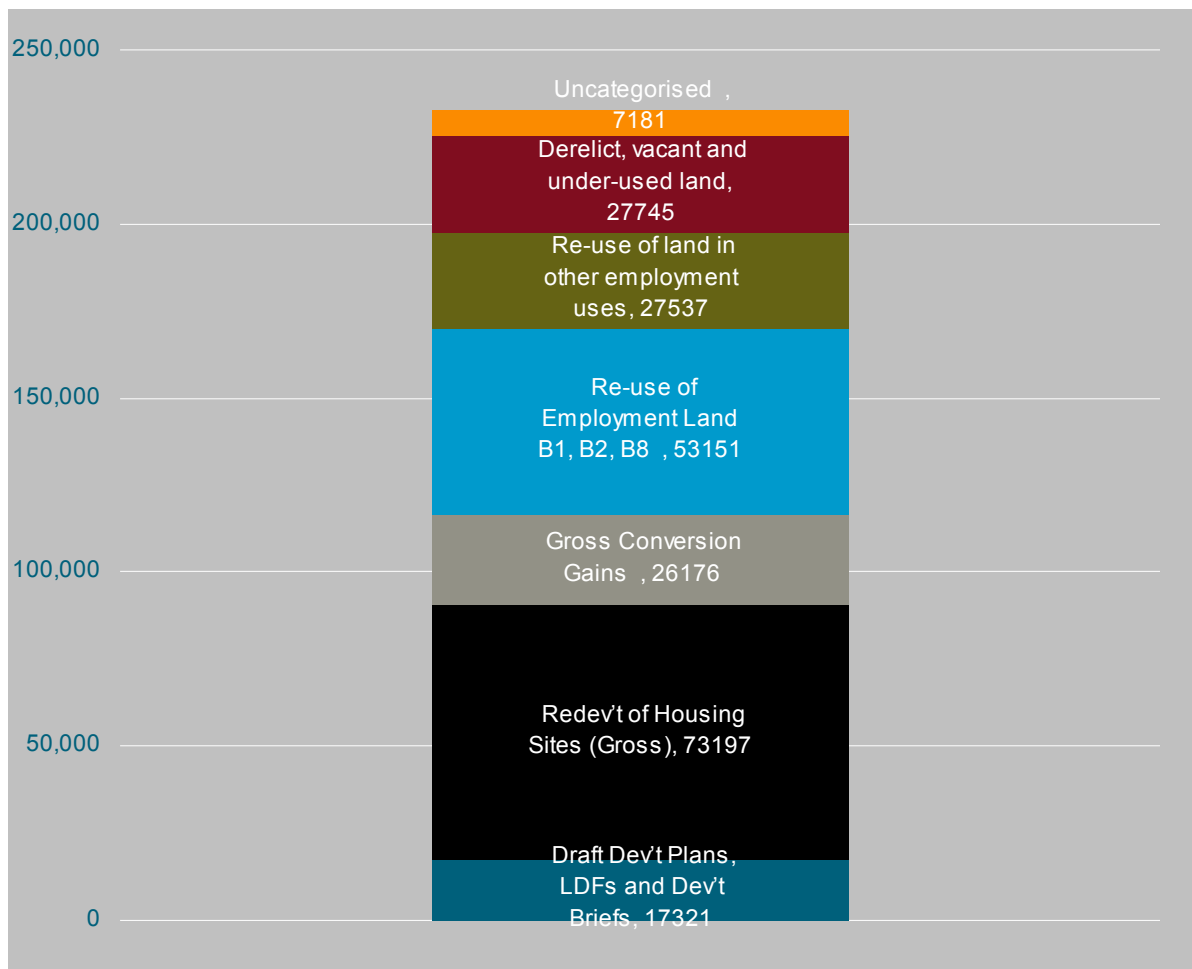 250,000
Uncategorised ,
7181
Derelict, vacant and
under-used land,
27745
200,000
Re-use of land in
other employment
uses, 27537
150,000
Re-use of
Employment Land
B1, B2, B8 , 53151
Gross Conversion
Gains , 26176
100,000
Redev’t of Housing
Sites (Gross), 73197
50,000
Draft Dev’t Plans,
LDFs and Dev’t
Briefs, 17321
0